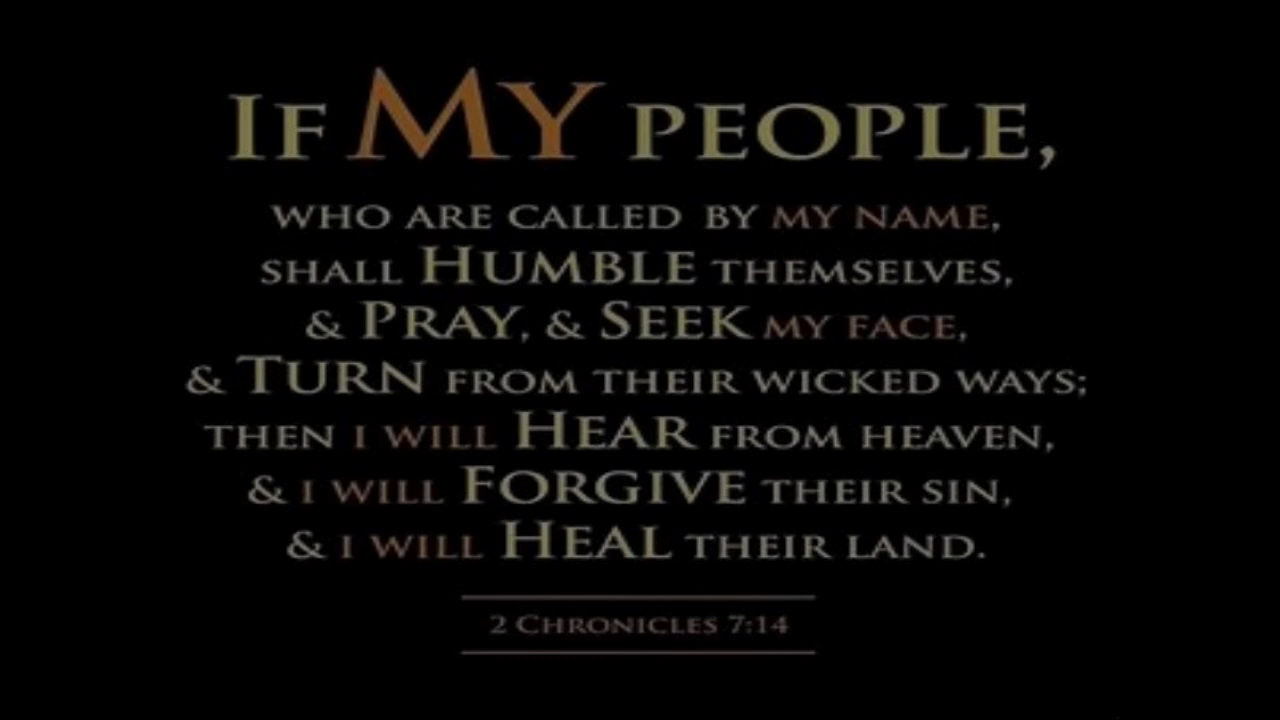 If MY people,
who are called by my name,
shall Humble themselves,
& Pray, & Seek my face,
& Turn from their wicked ways;
then I will Hear from heaven,
& I will Forgive their sin,
& I will Heal their land.
2 Chronicles 7:14